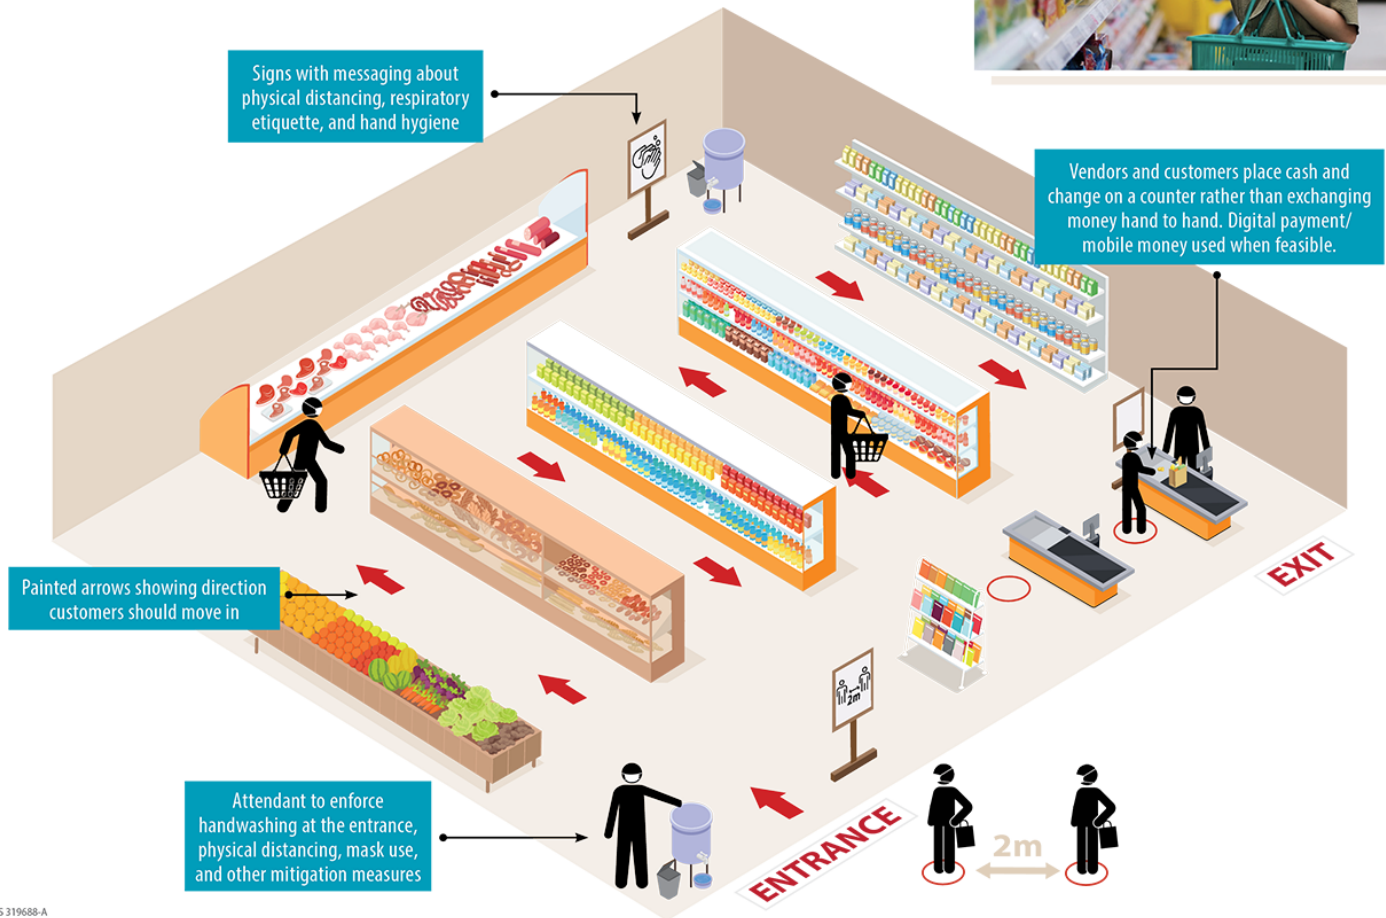 Signs with messaging about
physical distancing, respiratory
etiquette, and hand hygiene
Vendors and customers place cash and
change on a counter rather than exchanging
money hand to hand. Digital payment/
mobile money used when feasible.
Painted arrows showing direction
customers should move in
EXIT
2m
Attendant to enforce
handwashing at the entrance,
physical distancing, mask use,
and other mitigation measures
ENTRANCE
2m
319688-A